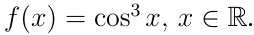 f(x) = cos³ x, x ∈ ℝ.